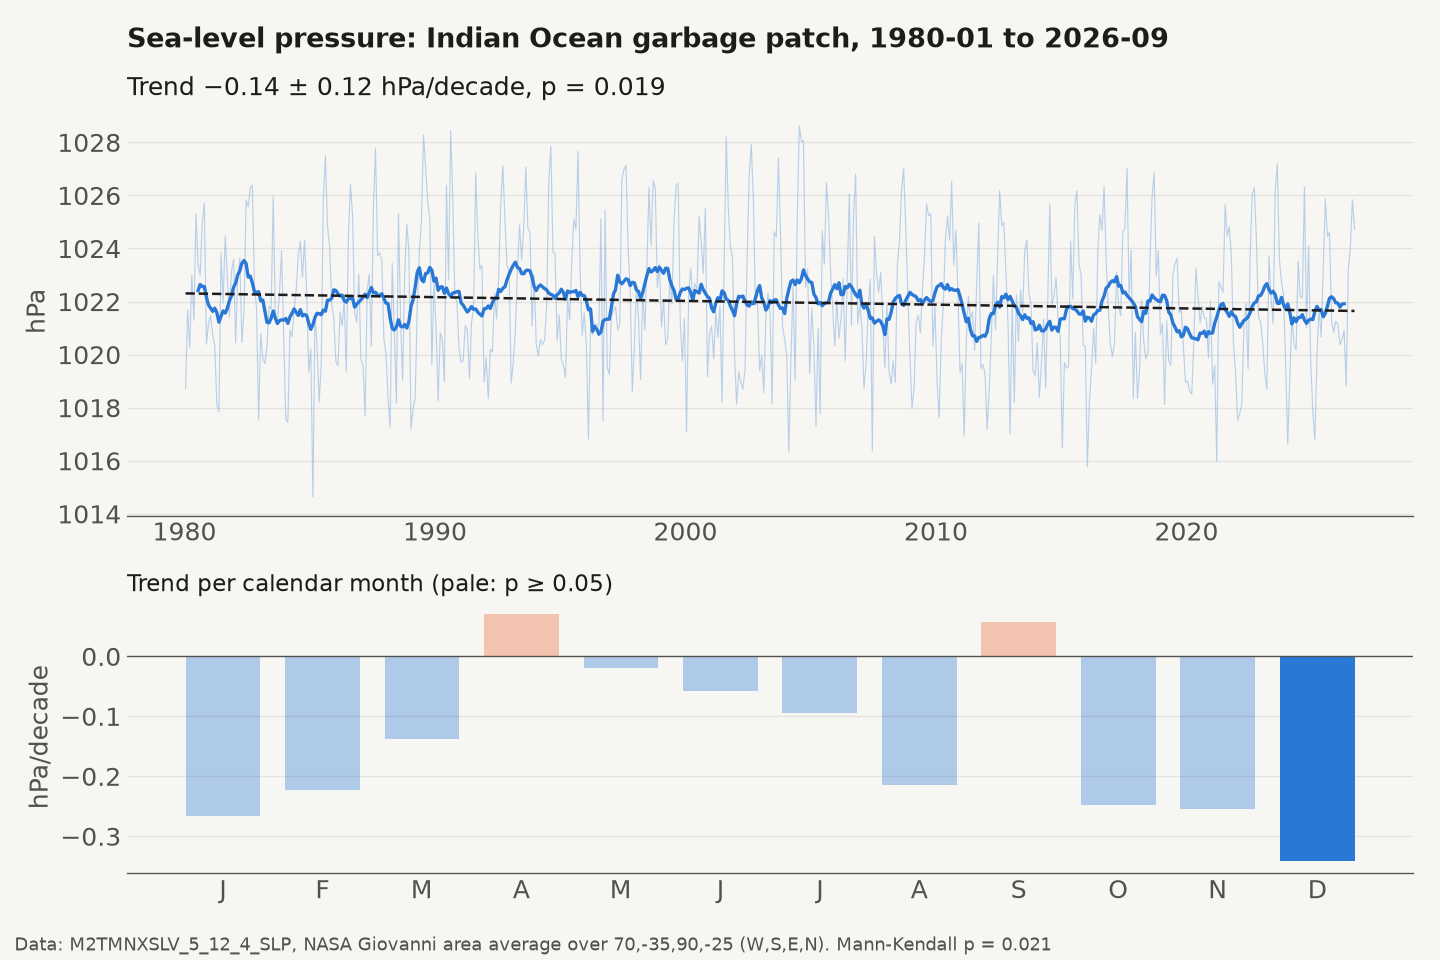 Sea-level pressure: Indian Ocean garbage patch, 1980-01 to 2026-09
Trend −0.14 ± 0.12 hPa/decade, p = 0.019
hPa
1028
1026
1024
1022
1020
1018
1016
1014
1980 1990 2000 2010 2020
Trend per calendar month (pale: p ≥ 0.05)
hPa/decade
0.0
−0.1
−0.2
−0.3
J F M A M J J A S O N D
Data: M2TMNXSLV_5_12_4_SLP, NASA Giovanni area average over 70,-35,90,-25 (W,S,E,N). Mann-Kendall p = 0.021